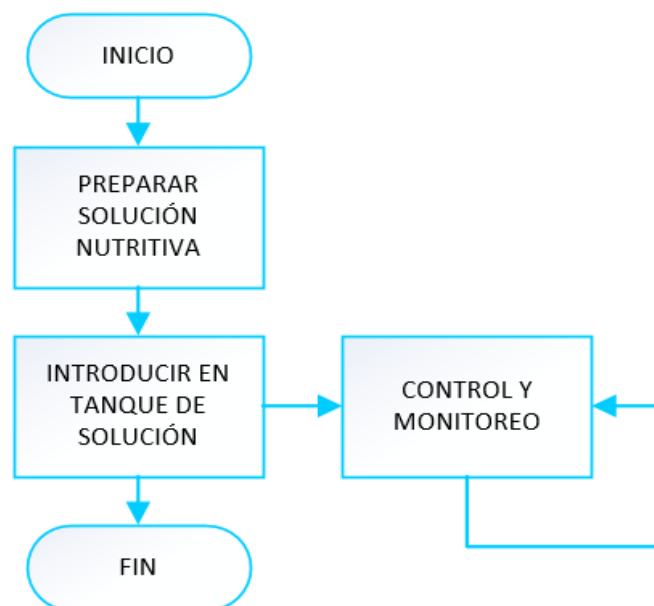 INICIO
PREPARAR
SOLUCIÓN
NUTRITIVA
INTRODUCIR EN
TANQUE DE
SOLUCIÓN
CONTROL Y
MONITOREO
FIN